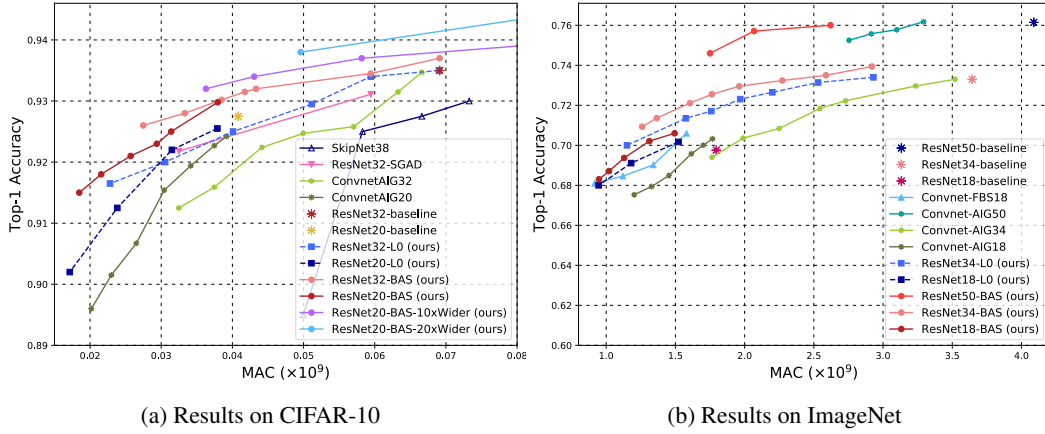 Top-1 Accuracy
0.94
0.93
0.92
0.91
0.90
0.89
0.02
0.03
0.04
0.05
0.06
0.07
0.08
MAC (×10⁹)
SkipNet38
ResNet32-SGAD
ConvnetAIG32
ConvnetAIG20
ResNet32-baseline
ResNet20-baseline
ResNet32-L0 (ours)
ResNet20-L0 (ours)
ResNet32-BAS (ours)
ResNet20-BAS (ours)
ResNet20-BAS-10xWider (ours)
ResNet20-BAS-20xWider (ours)
(a) Results on CIFAR-10
Top-1 Accuracy
0.76
0.74
0.72
0.70
0.68
0.66
0.64
0.62
0.60
1.0
1.5
2.0
2.5
3.0
3.5
4.0
MAC (×10⁹)
ResNet50-baseline
ResNet34-baseline
ResNet18-baseline
Convnet-FBS18
Convnet-AIG50
Convnet-AIG34
Convnet-AIG18
ResNet34-L0 (ours)
ResNet18-L0 (ours)
ResNet50-BAS (ours)
ResNet34-BAS (ours)
ResNet18-BAS (ours)
(b) Results on ImageNet